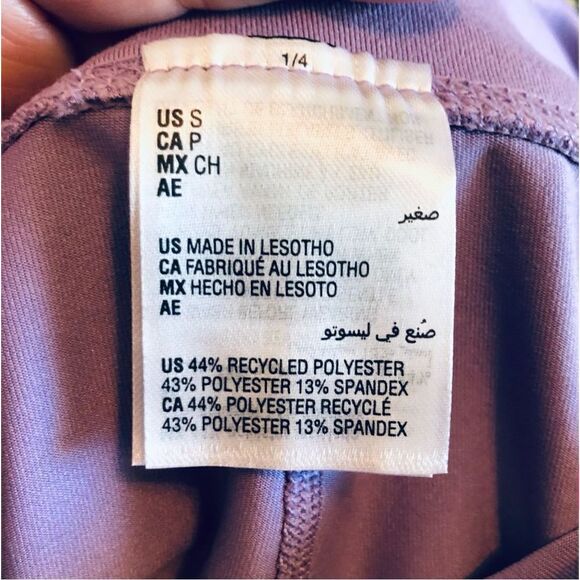 1/4
US S
CA P
MX CH
AE
صغير
US MADE IN LESOTHO
CA FABRIQUÉ AU LESOTHO
MX HECHO EN LESOTO
AE
صُنع في ليسوتو
US 44% RECYCLED POLYESTER
43% POLYESTER 13% SPANDEX
CA 44% POLYESTER RECYCLÉ
43% POLYESTER 13% SPANDEX